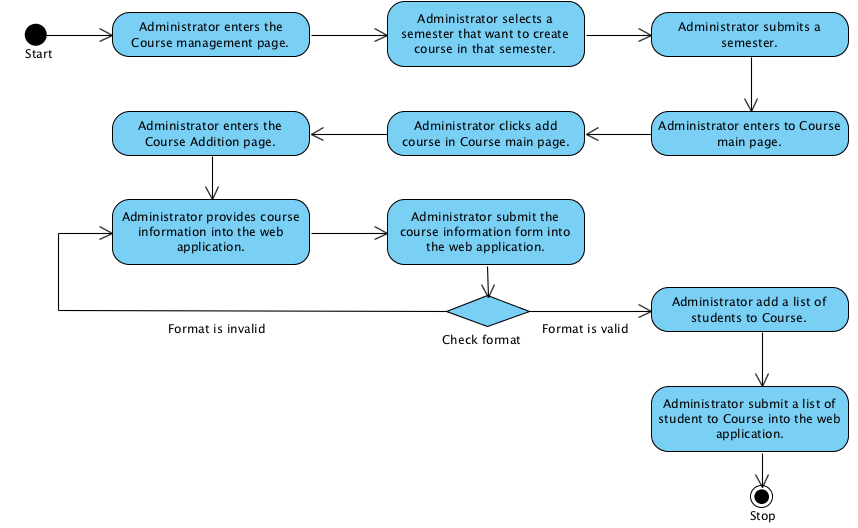 Start
Administrator enters the
Course management page.
Administrator selects a
semester that want to create
course in that semester.
Administrator submits a
semester.
Administrator enters the
Course Addition page.
Administrator clicks add
course in Course main page.
Administrator enters to Course
main page.
Administrator provides course
information into the web
application.
Administrator submit the
course information form into
the web application.
Format is invalid
Check format
Format is valid
Administrator add a list of
students to Course.
Administrator submit a list of
student to Course into the web
application.
Stop